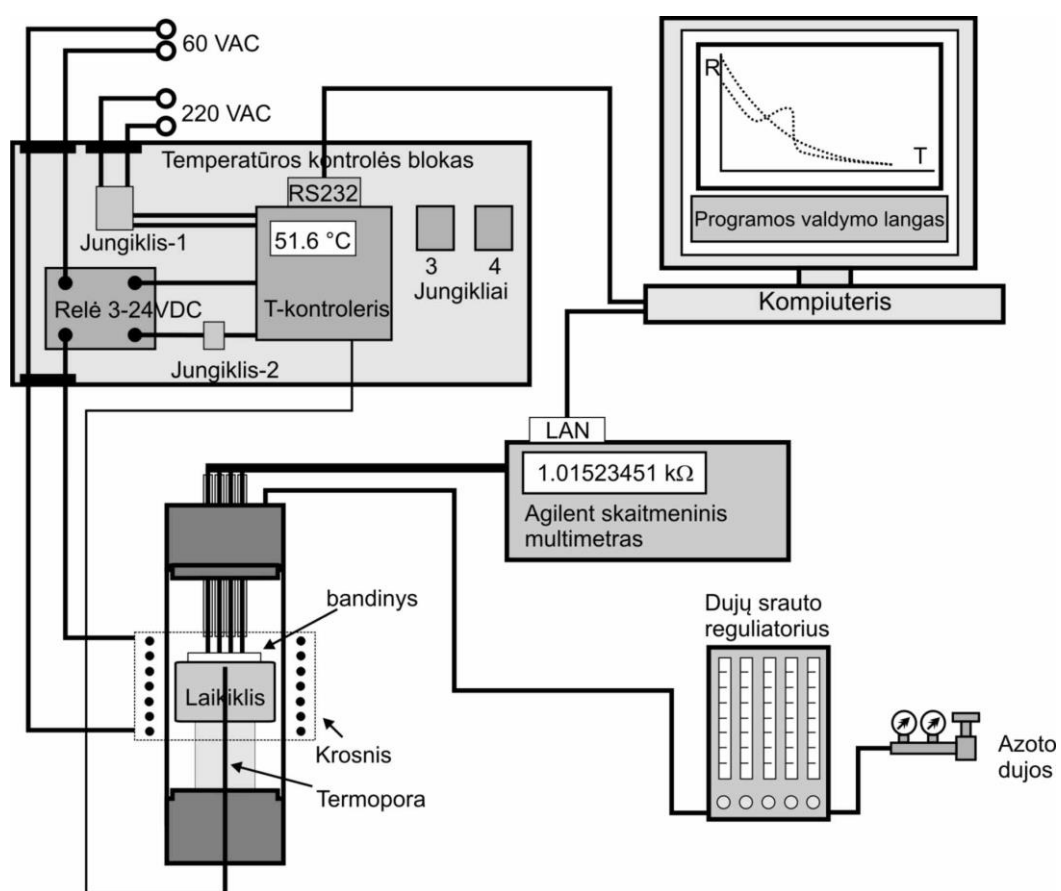 60 VAC
220 VAC
Temperatūros kontrolės blokas
RS232
51.6 °C
Jungiklis-1
3
4
Jungikliai
Relė 3-24VDC
T-kontroleris
Jungiklis-2
R
T
Programos valdymo langas
Kompiuteris
LAN
1.01523451 kΩ
Agilent skaitmeninis
multimetras
bandinys
Laikiklis
Krosnis
Termopora
Dujų srauto
reguliatorius
Azoto
dujos